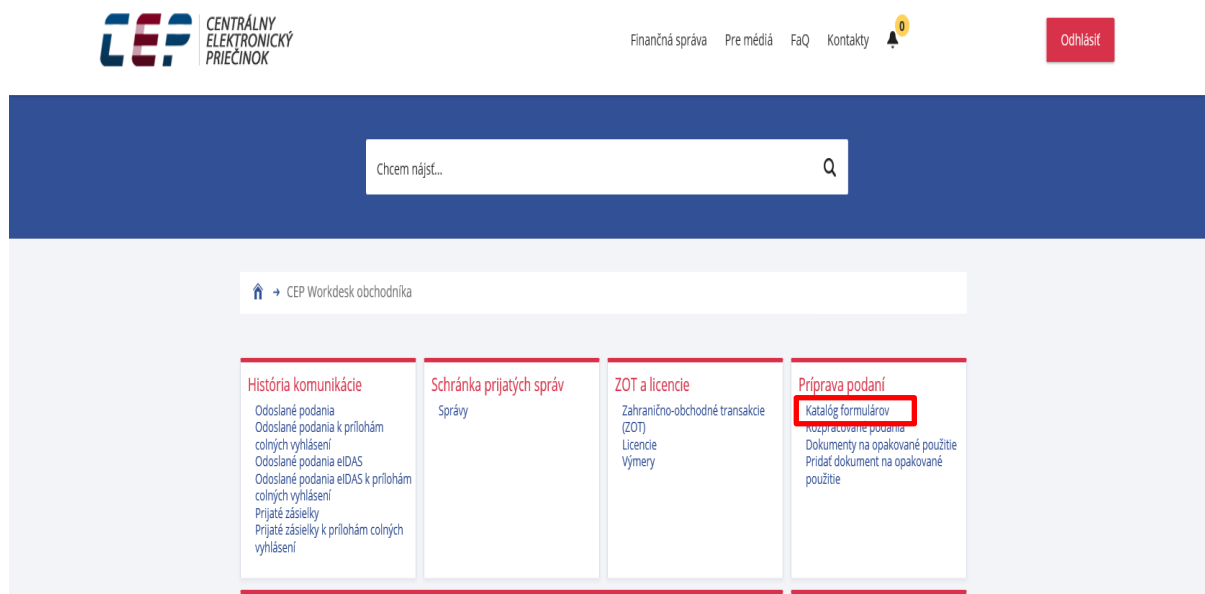 CEP
CENTRÁLNY
ELEKTRONICKÝ
PRIEČINOK
Finančná správa Pre médiá FaQ Kontakty 0
Odhlásiť
Chcem nájsť...
CEP Workdesk obchodníka
História komunikácie
Odoslané podania
Odoslané podania k prílohám
colných vyhlásení
Odoslané podania eIDAS
Odoslané podania eIDAS k prílohám
colných vyhlásení
Prijaté zásielky
Prijaté zásielky k prílohám colných
vyhlásení
Schránka prijatých správ
Správy
ZOT a licencie
Zahranično-obchodné transakcie
(ZOT)
Licencie
Výmery
Príprava podaní
Katalóg formulárov
Rozpracované podania
Dokumenty na opakované použitie
Pridať dokument na opakované
použitie